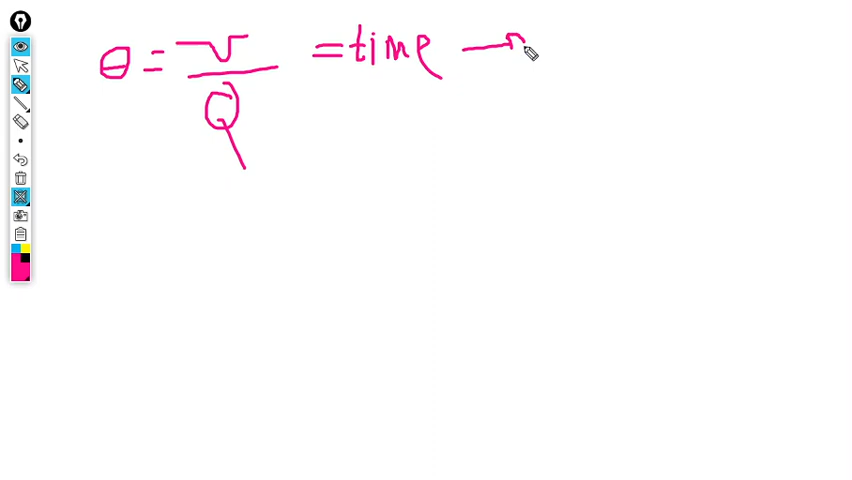 θ = V/Q = time →